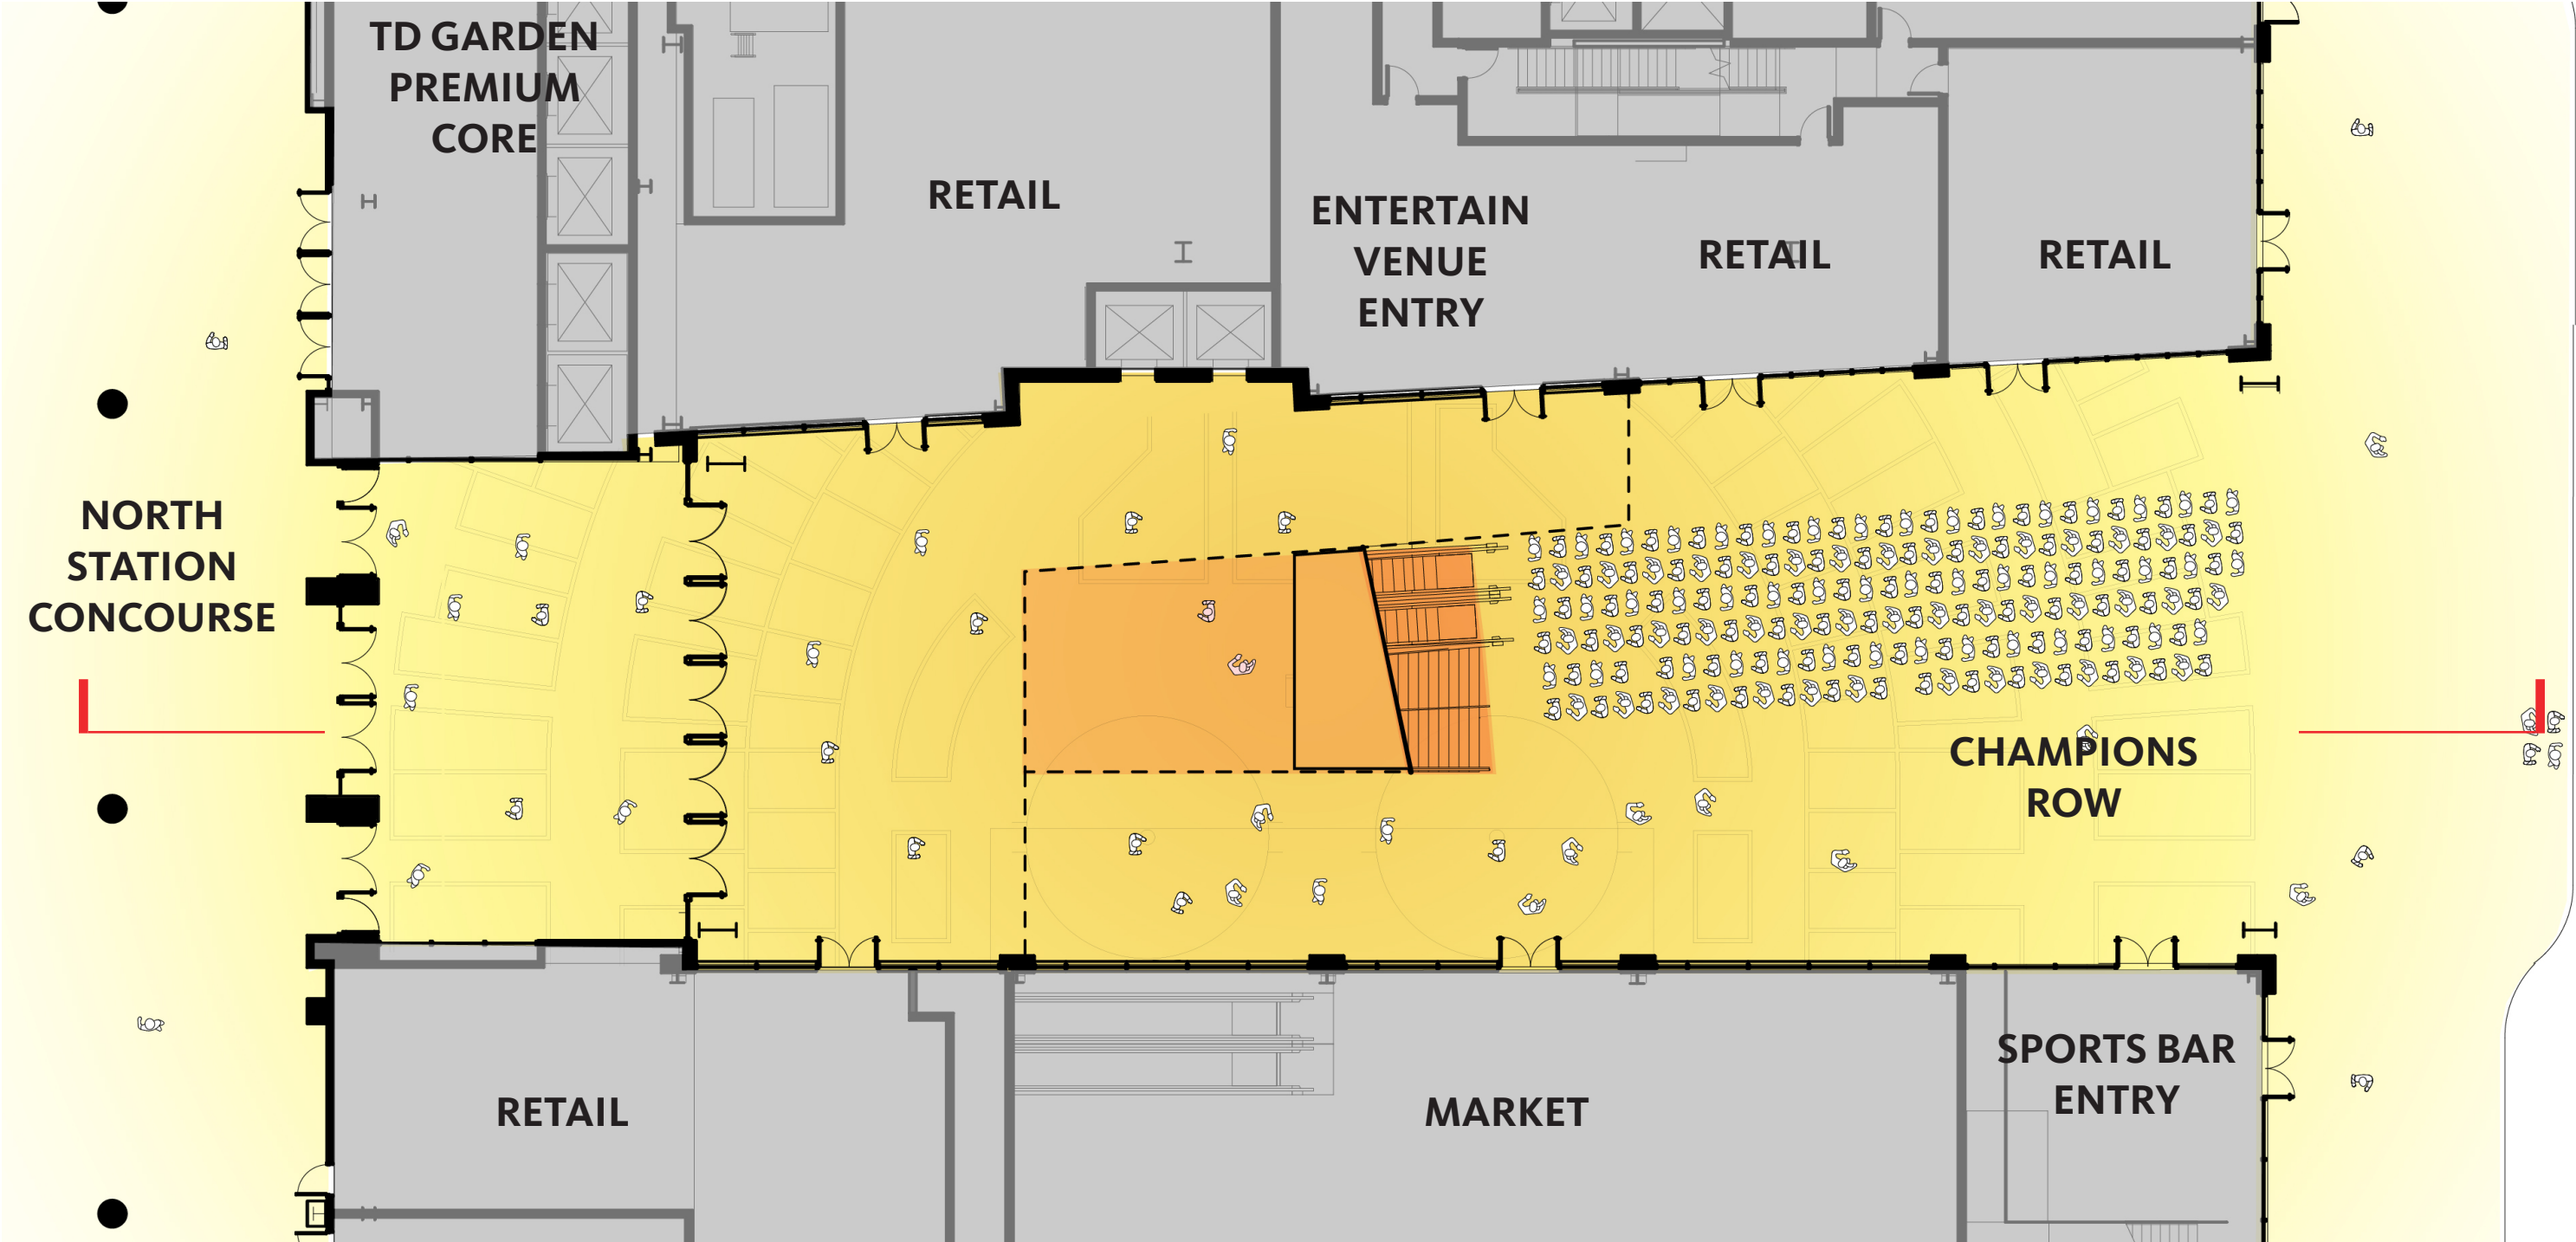 TD GARDEN
PREMIUM
CORE
RETAIL
ENTERTAIN
VENUE
ENTRY
RETAIL
RETAIL
NORTH
STATION
CONCOURSE
CHAMPIONS
ROW
RETAIL
MARKET
SPORTS BAR
ENTRY